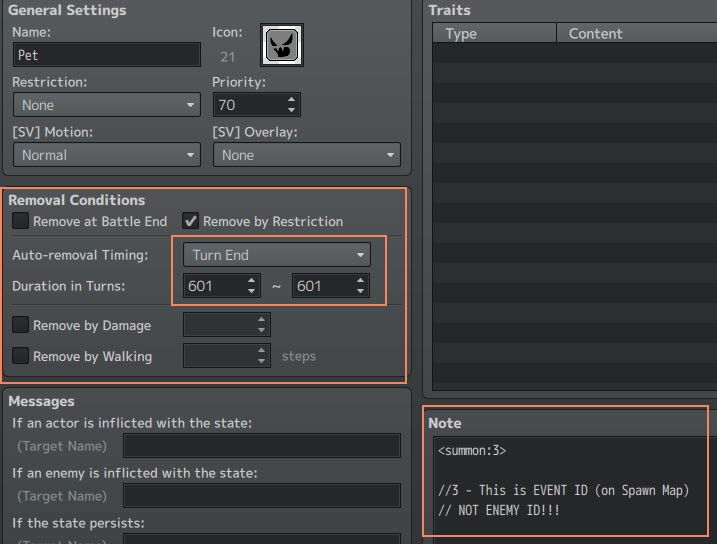 General Settings
Name: Icon:
Pet 21
Restriction: Priority:
None 70
[SV] Motion: [SV] Overlay:
Normal None
Removal Conditions
Remove at Battle End Remove by Restriction
Auto-removal Timing: Turn End
Duration in Turns: 601 ~ 601
Remove by Damage
Remove by Walking steps
Messages
If an actor is inflicted with the state:
(Target Name)
If an enemy is inflicted with the state:
(Target Name)
If the state persists:
(Target Name)
Traits
Type Content
Note
<summon:3>
//3 - This is EVENT ID (on Spawn Map)
// NOT ENEMY ID!!!